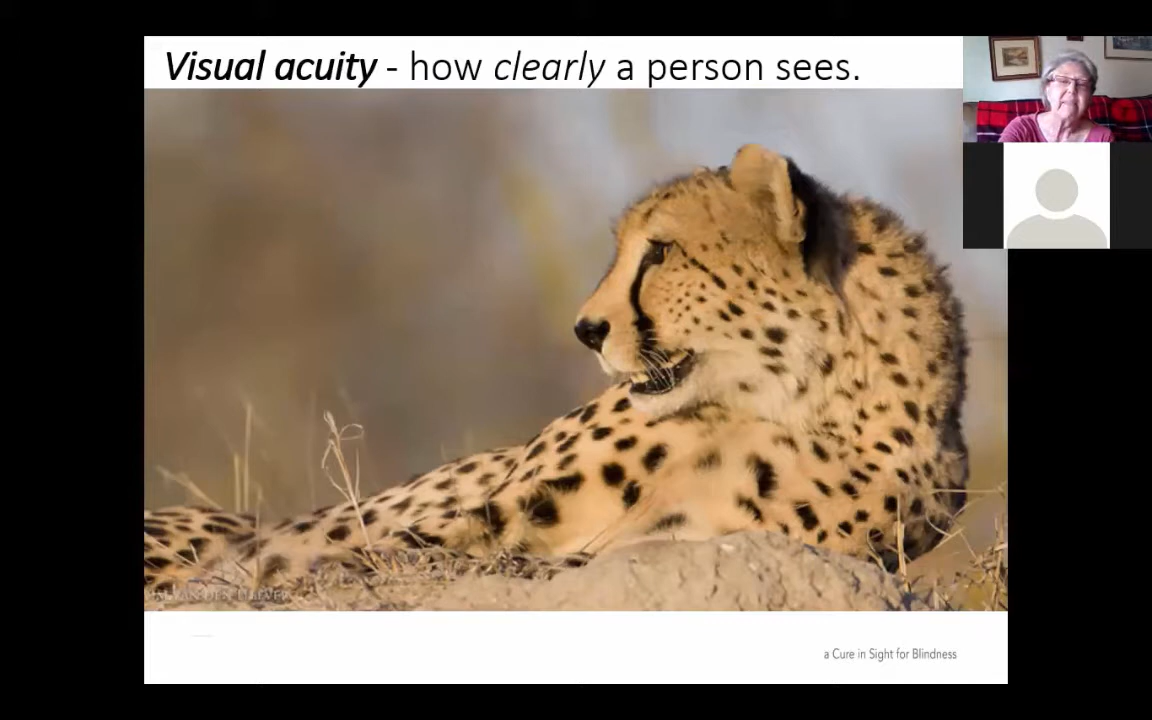 Visual acuity - how clearly a person sees.
a Cure in Sight for Blindness